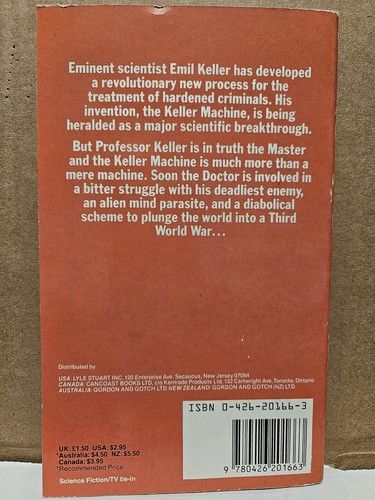 Eminent scientist Emil Keller has developed
a revolutionary new process for the
treatment of hardened criminals. His
invention, the Keller Machine, is being
heralded as a major scientific breakthrough.
But Professor Keller is in truth the Master
and the Keller Machine is much more than a
mere machine. Soon the Doctor is involved in
a bitter struggle with his deadliest enemy,
an alien mind parasite, and a diabolical
scheme to plunge the world into a Third
World War...
Distributed by
USA: LYLE STUART INC, 120 Enterprise Ave, Secaucus, New Jersey 07094
CANADA: CANCOAST BOOKS LTD, c/o Kentrade Products Ltd, 132 Cartwright Ave, Toronto, Ontario
AUSTRALIA: GORDON AND GOTCH LTD NEW ZEALAND: GORDON AND GOTCH (NZ) LTD
ISBN 0-426-20166-3
UK: £1.50 USA: $2.95
*Australia: $4.50 NZ: $5.50
Canada: $3.95
*Recommended Price
Science Fiction/TV tie-in
9 780426 201663